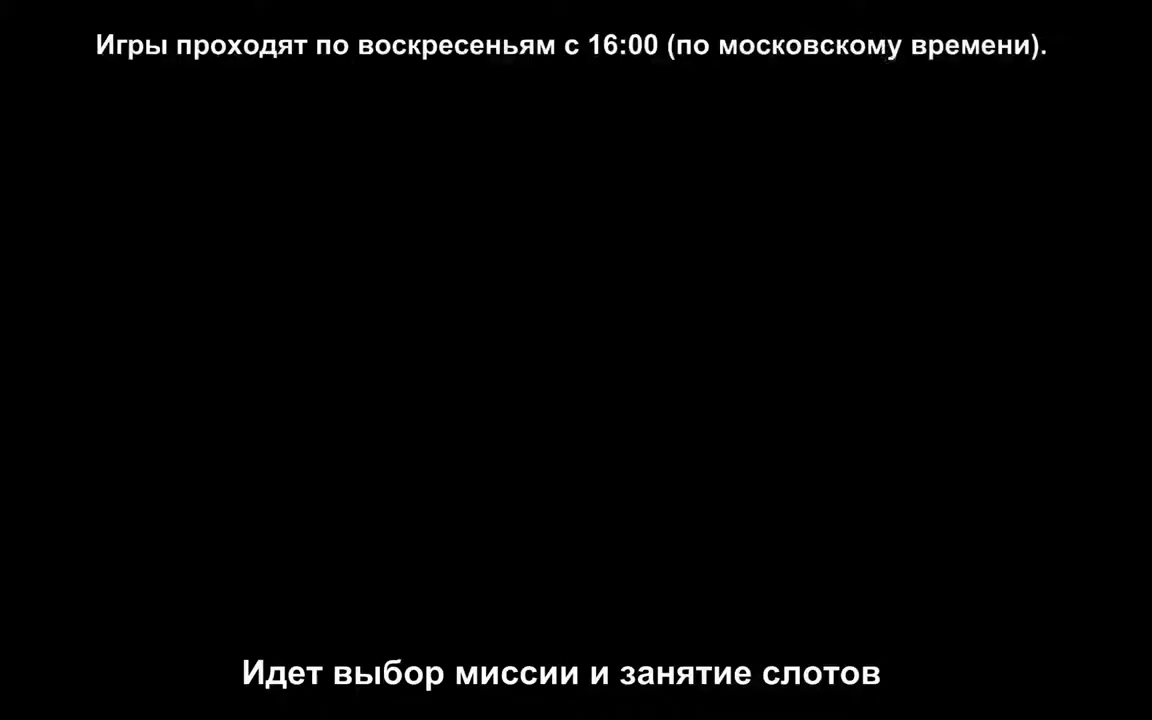 Игры проходят по воскресеньям с 16:00 (по московскому времени).
Идет выбор миссии и занятие слотов